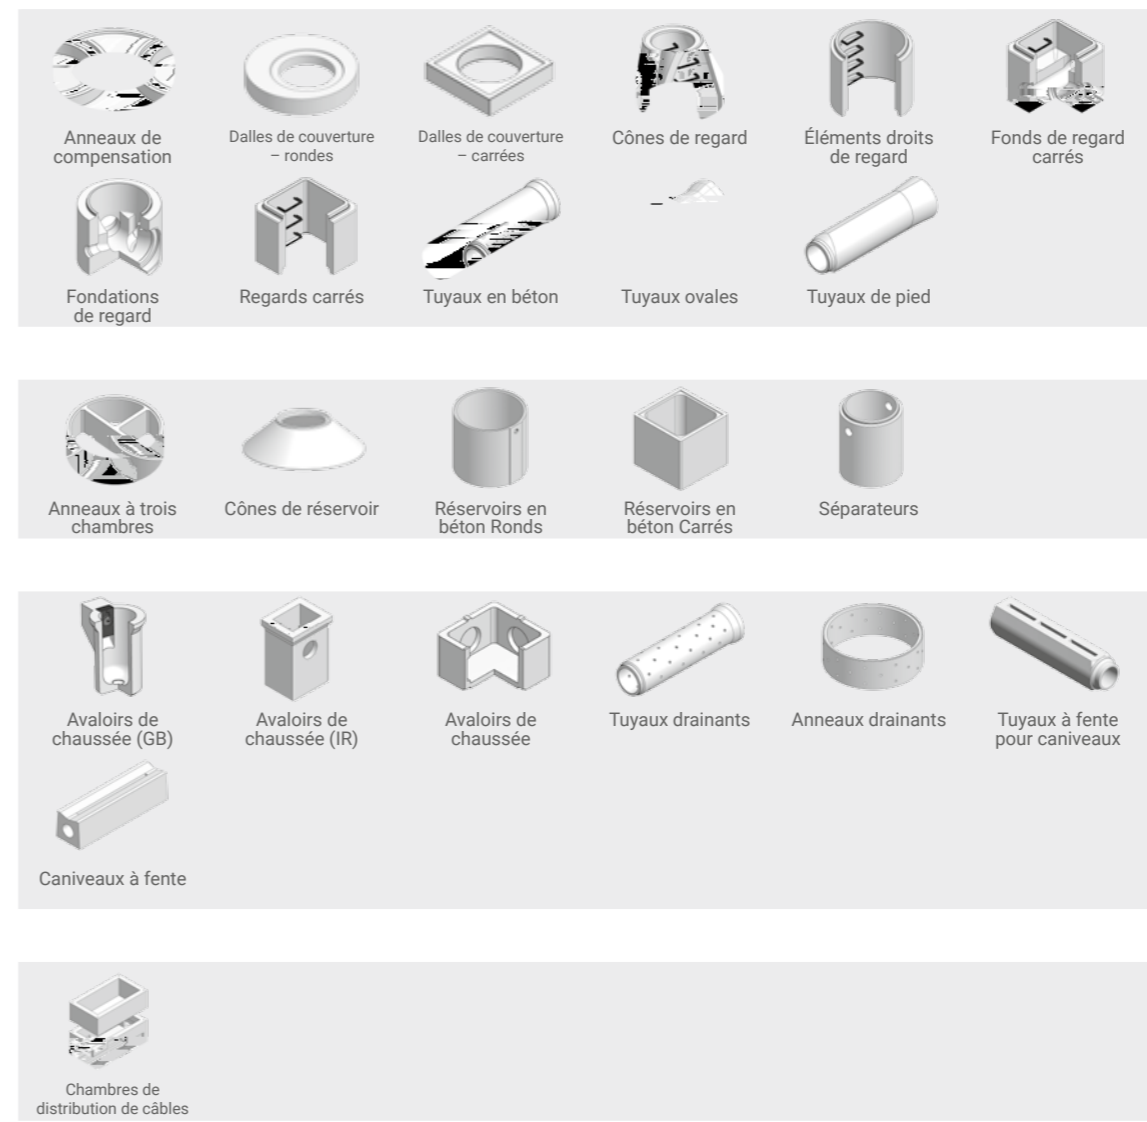 Anneaux de
compensation
Dalles de couverture
– rondes
Dalles de couverture
– carrées
Cônes de regard
Éléments droits
de regard
Fonds de regard
carrés
Fondations
de regard
Regards carrés
Tuyaux en béton
Tuyaux ovales
Tuyaux de pied
Anneaux à trois
chambres
Cônes de réservoir
Réservoirs en
béton Ronds
Réservoirs en
béton Carrés
Séparateurs
Avaloirs de
chaussée (GB)
Avaloirs de
chaussée (IR)
Avaloirs de
chaussée
Tuyaux drainants
Anneaux drainants
Tuyaux à fente
pour caniveaux
Caniveaux à fente
Chambres de
distribution de câbles